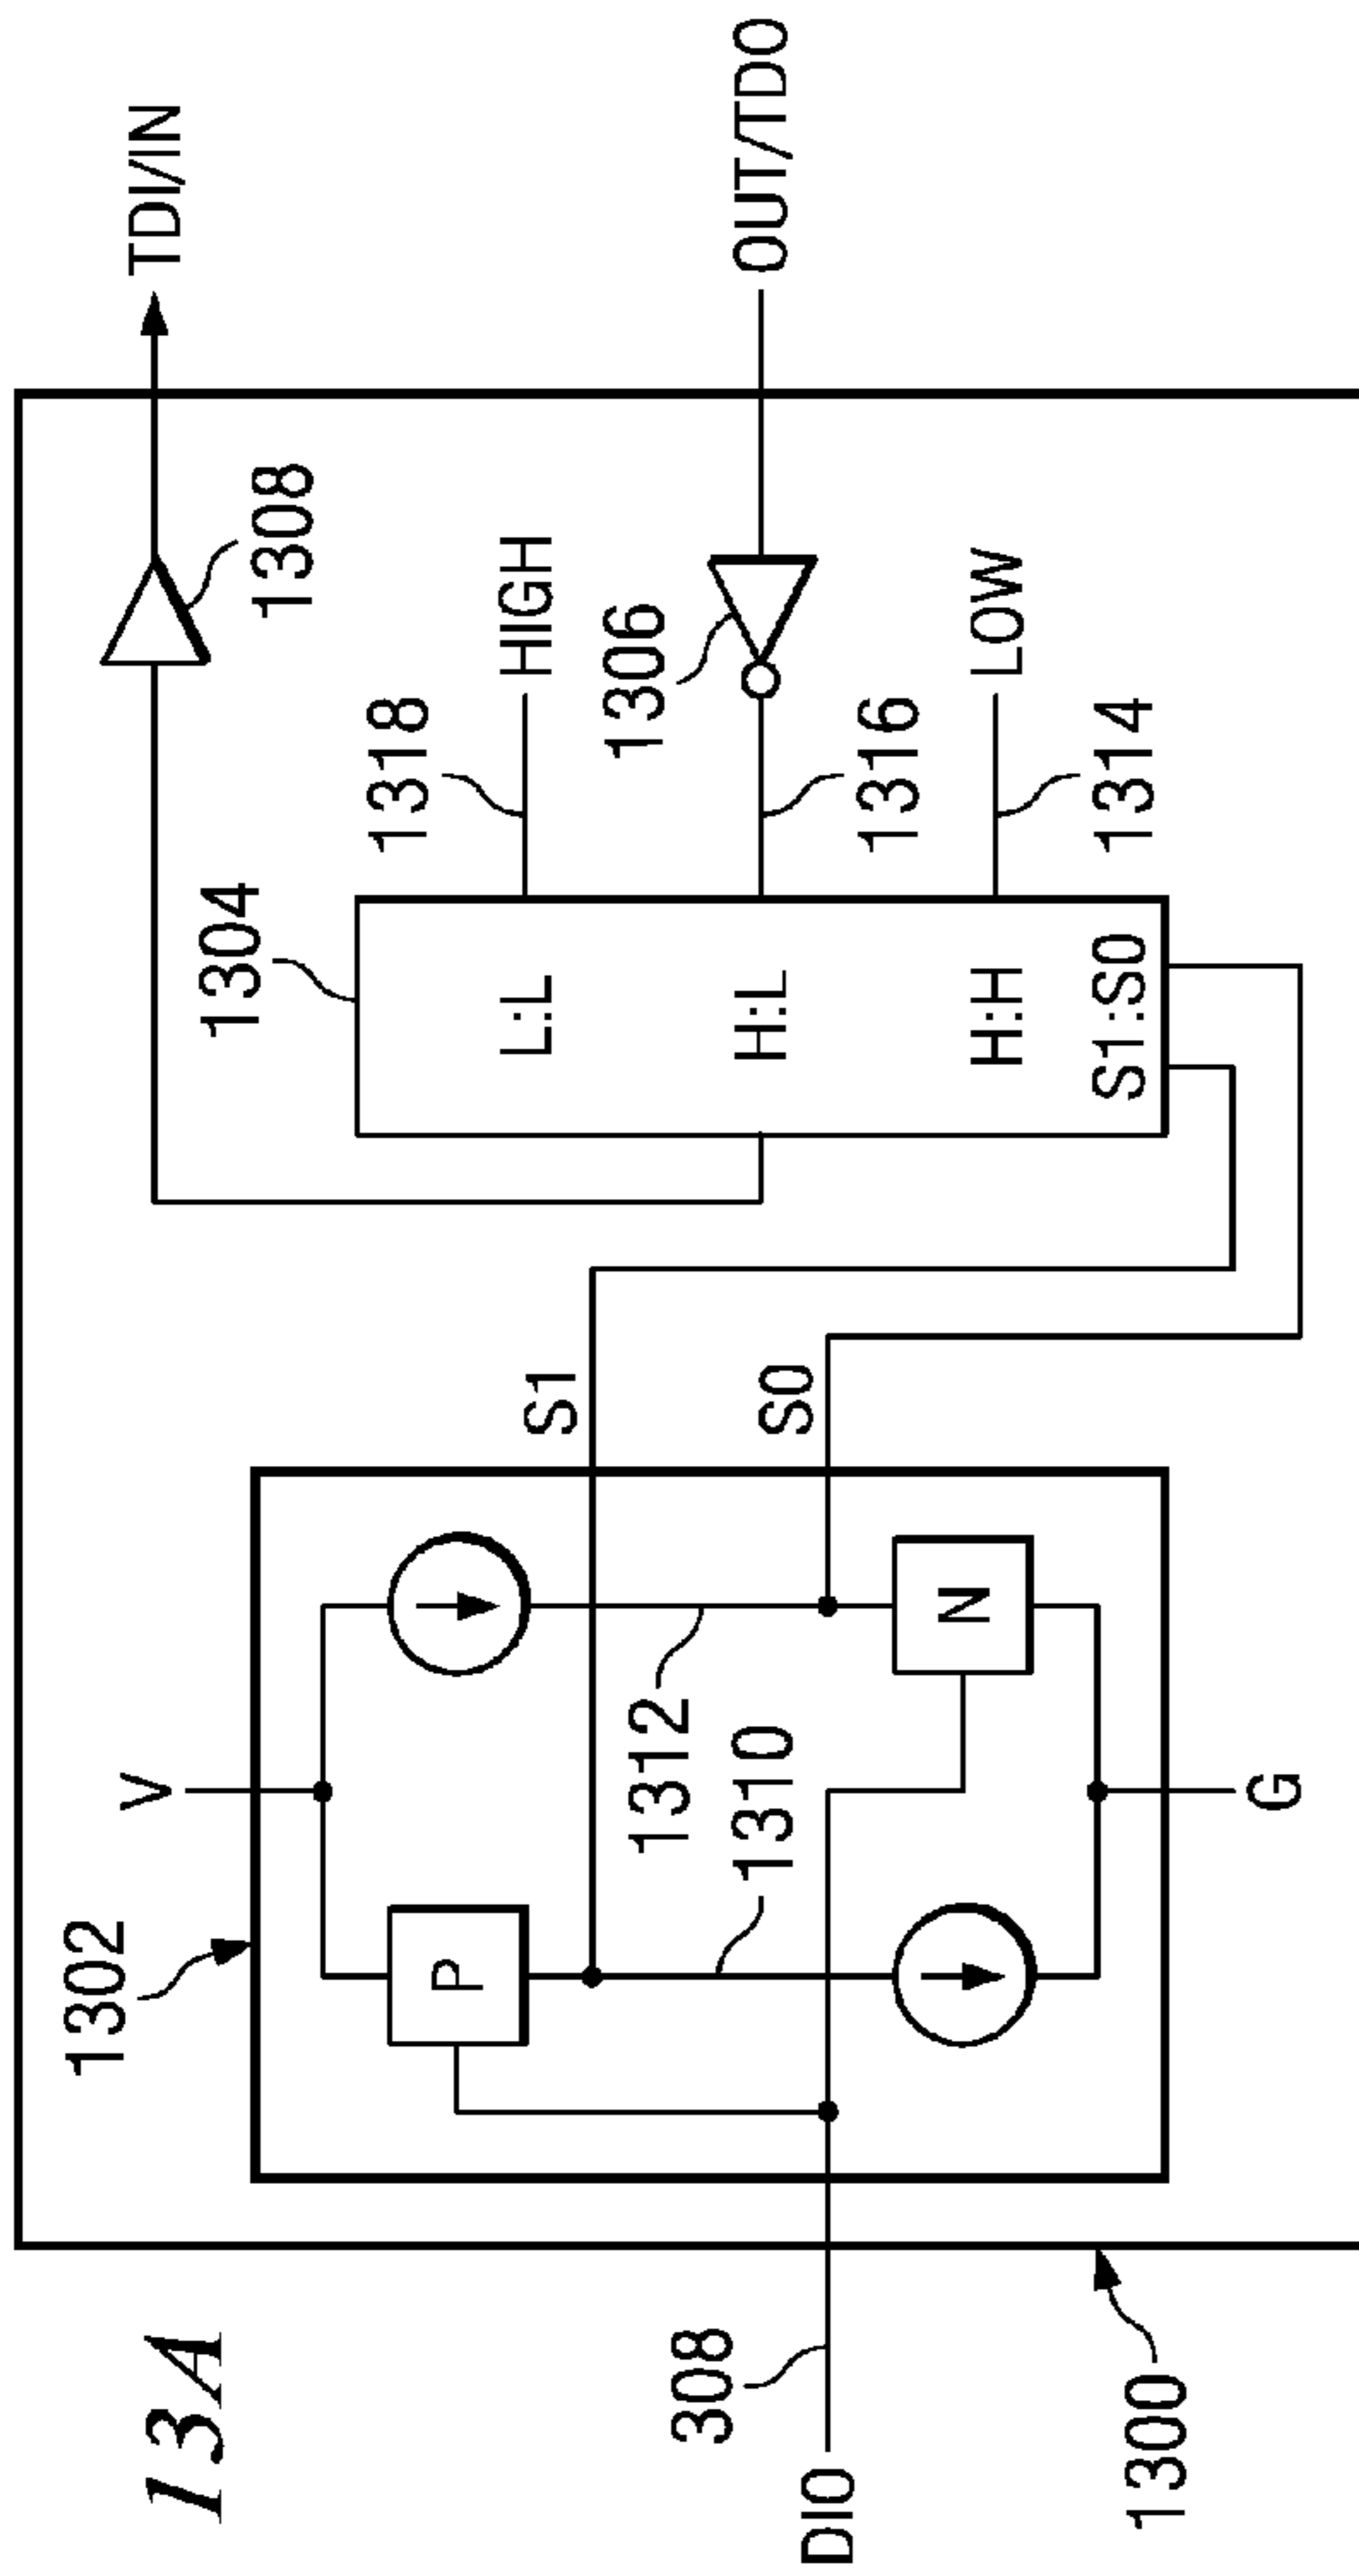 13A
1302
V
TDI/IN
1304
1308
1318
HIGH
L:L
P
S1
1312
1306
OUT/TDO
H:L
1310
1316
S0
308
DIO
N
H:H
LOW
S1:S0
1314
G
1300